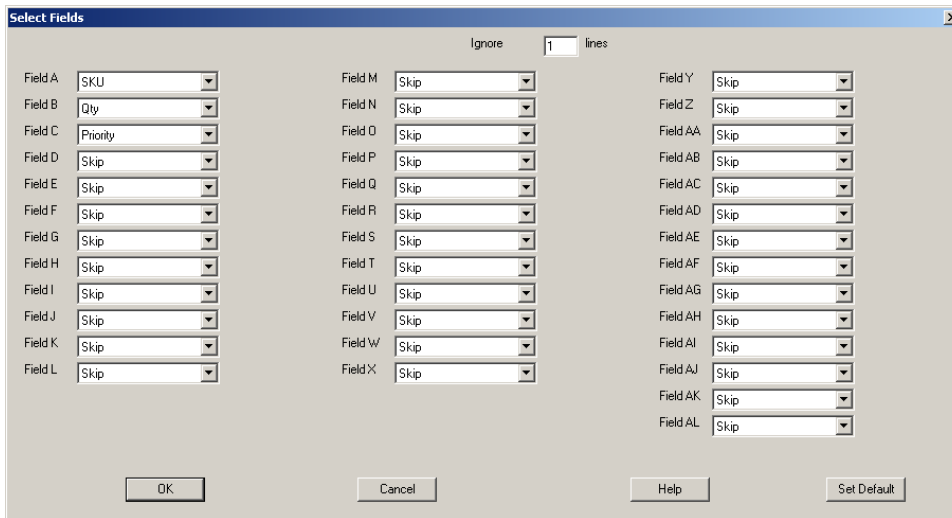 Select Fields
Ignore 1 lines
Field A SKU
Field B Qty
Field C Priority
Field D Skip
Field E Skip
Field F Skip
Field G Skip
Field H Skip
Field I Skip
Field J Skip
Field K Skip
Field L Skip
Field M Skip
Field N Skip
Field O Skip
Field P Skip
Field Q Skip
Field R Skip
Field S Skip
Field T Skip
Field U Skip
Field V Skip
Field W Skip
Field X Skip
Field Y Skip
Field Z Skip
Field AA Skip
Field AB Skip
Field AC Skip
Field AD Skip
Field AE Skip
Field AF Skip
Field AG Skip
Field AH Skip
Field AI Skip
Field AJ Skip
Field AK Skip
Field AL Skip
OK Cancel Help Set Default